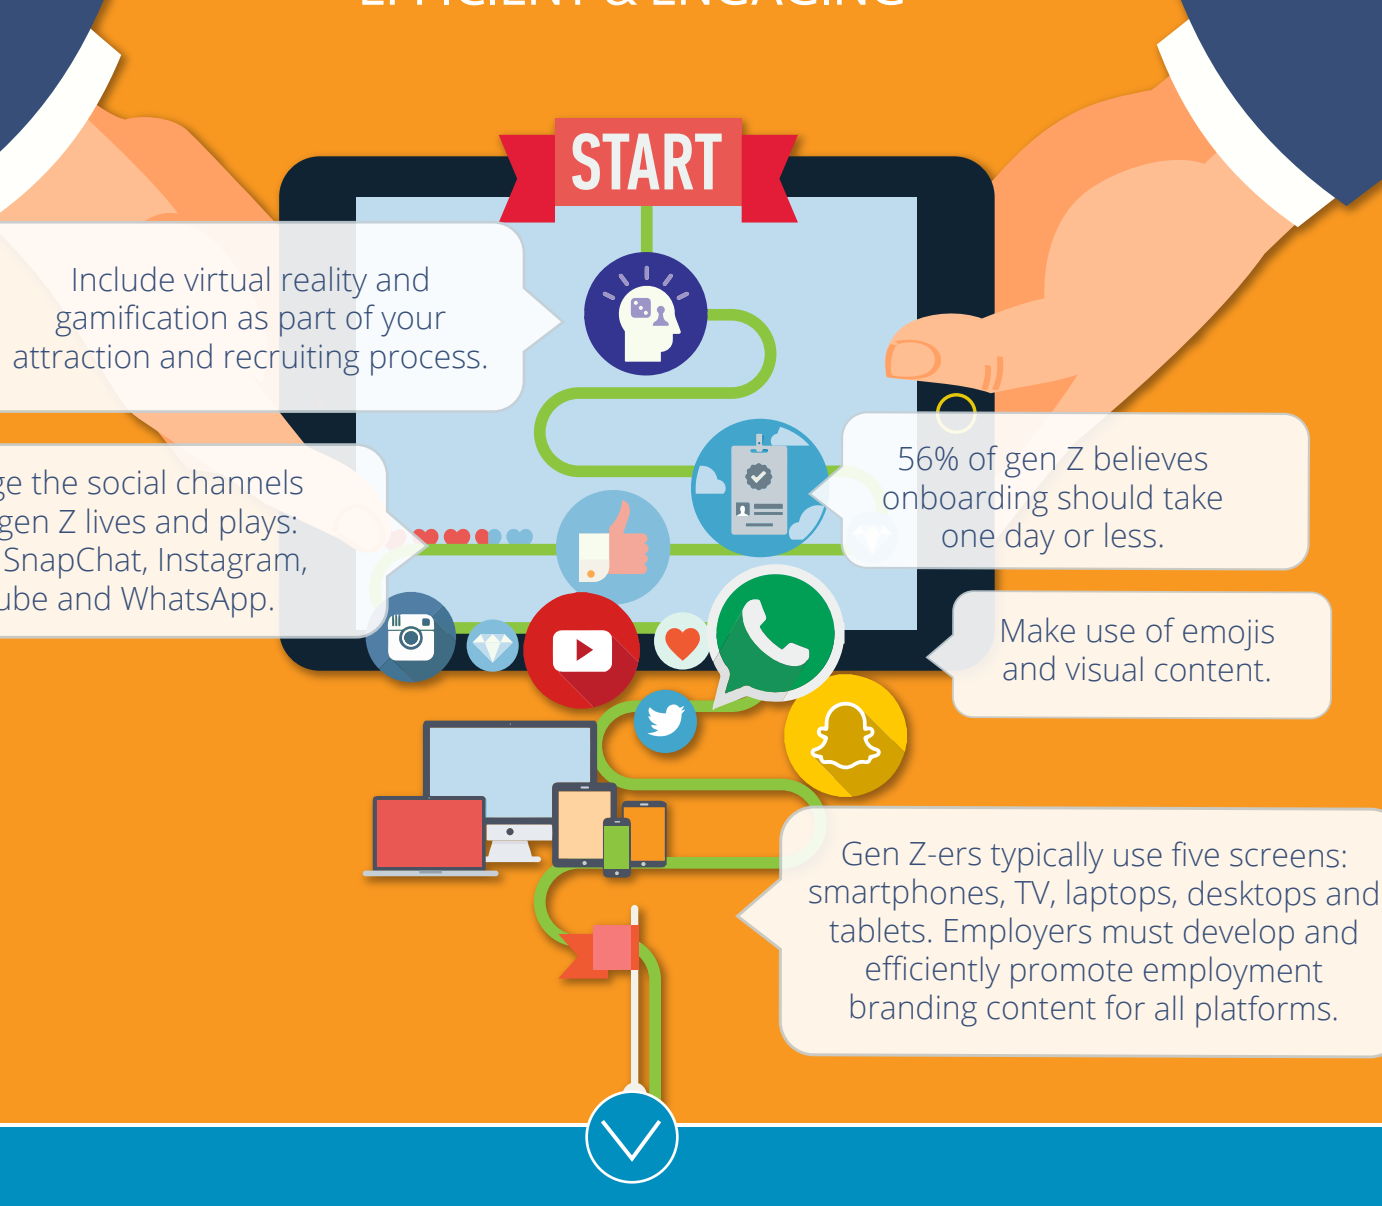 EFFICIENT & ENGAGING
START
Include virtual reality and
gamification as part of your
attraction and recruiting process.
the social channels
gen Z lives and plays:
SnapChat, Instagram,
and WhatsApp.
56% of gen Z believes
onboarding should take
one day or less.
Make use of emojis
and visual content.
Gen Z-ers typically use five screens:
smartphones, TV, laptops, desktops and
tablets. Employers must develop and
efficiently promote employment
branding content for all platforms.